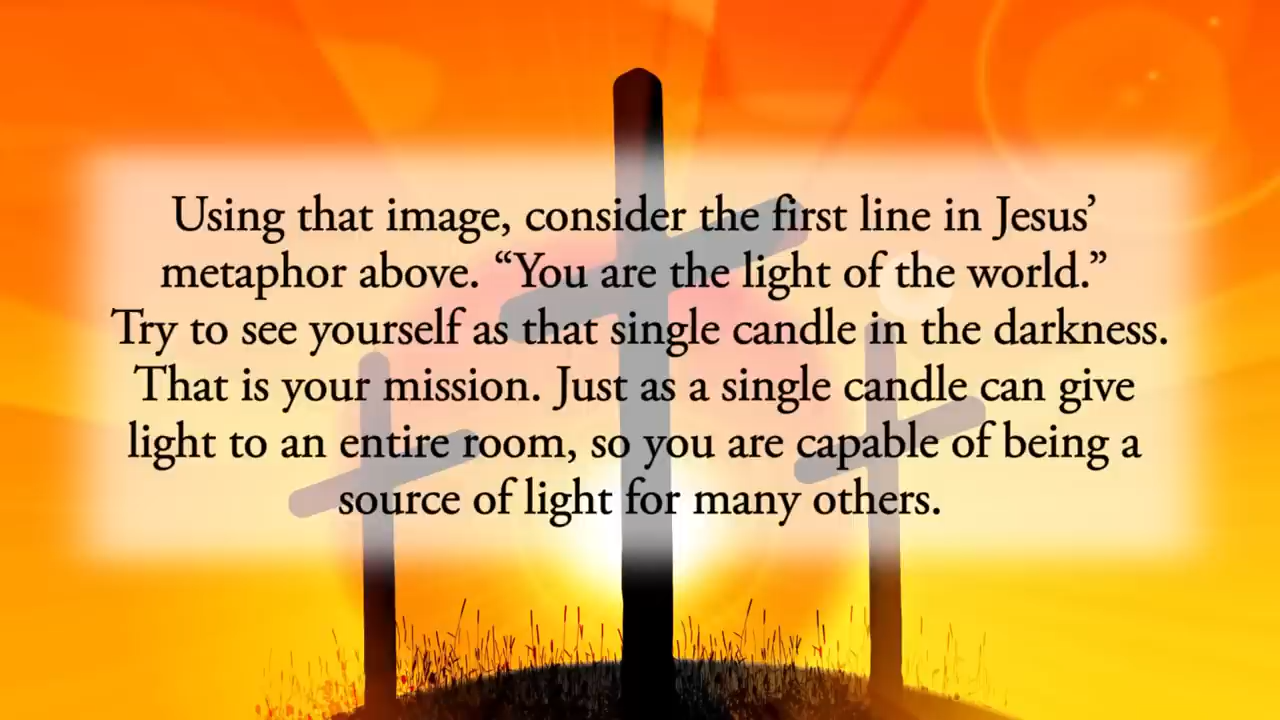 Using that image, consider the first line in Jesus’
metaphor above. “You are the light of the world.”
Try to see yourself as that single candle in the darkness.
That is your mission. Just as a single candle can give
light to an entire room, so you are capable of being a
source of light for many others.